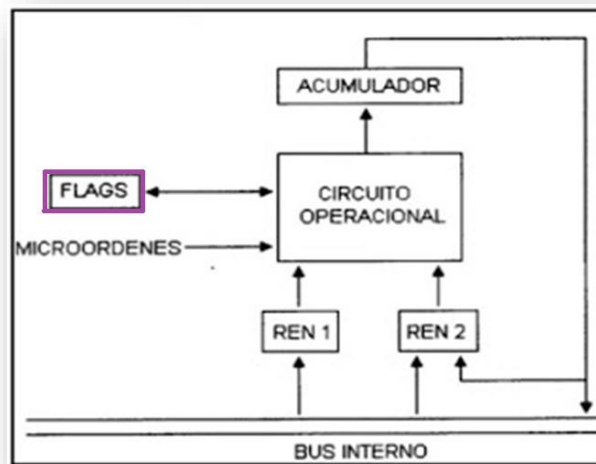 ACUMULADOR
FLAGS
CIRCUITO
OPERACIONAL
MICROORDENES
REN 1
REN 2
BUS INTERNO